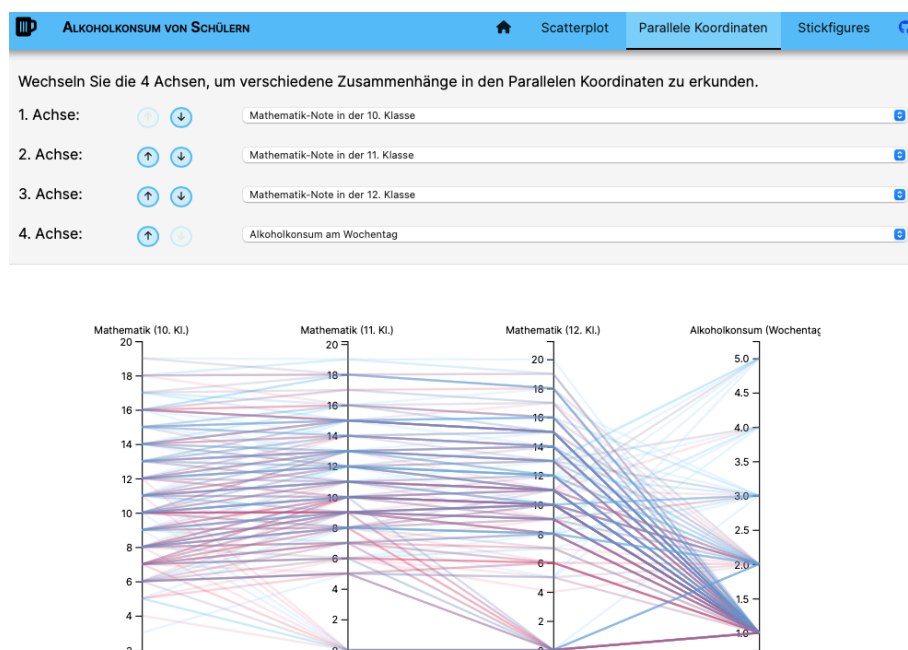 ALKOHOLKONSUM VON SCHÜLERN
Scatterplot
Parallele Koordinaten
Stickfigures
Wechseln Sie die 4 Achsen, um verschiedene Zusammenhänge in den Parallelen Koordinaten zu erkunden.
1. Achse:
Mathematik-Note in der 10. Klasse
2. Achse:
Mathematik-Note in der 11. Klasse
3. Achse:
Mathematik-Note in der 12. Klasse
4. Achse:
Alkoholkonsum am Wochentag
Mathematik (10. Kl.)
20
18
16
14
12
10
8
6
4
2
Mathematik (11. Kl.)
20
18
16
14
12
10
8
6
4
2
0
Mathematik (12. Kl.)
20
18
16
14
12
10
8
6
4
2
0
Alkoholkonsum (Wochentag
5.0
4.5
4.0
3.5
3.0
2.5
2.0
1.5
1.0